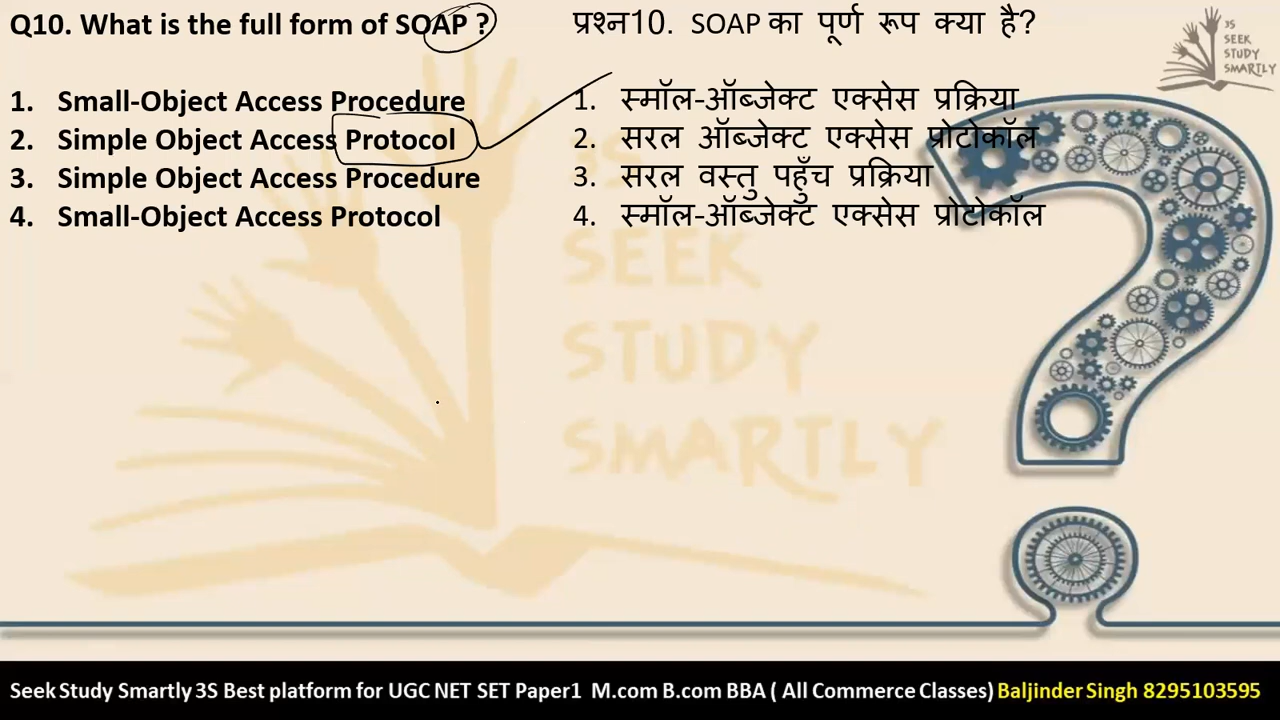 Q10. What is the full form of SOAP ?
1. Small-Object Access Procedure
2. Simple Object Access Protocol
3. Simple Object Access Procedure
4. Small-Object Access Protocol
प्रश्न10. SOAP का पूर्ण रूप क्या है?
1. स्मॉल-ऑब्जेक्ट एक्सेस प्रक्रिया
2. सरल ऑब्जेक्ट एक्सेस प्रोटोकॉल
3. सरल वस्तु पहुँच प्रक्रिया
4. स्मॉल-ऑब्जेक्ट एक्सेस प्रोटोकॉल
3S
SEEK
STUDY
SMARTLY
3S
SEEK
STUDY
SMARTLY
Seek Study Smartly 3S Best platform for UGC NET SET Paper1 M.com B.com BBA ( All Commerce Classes) Baljinder Singh 8295103595